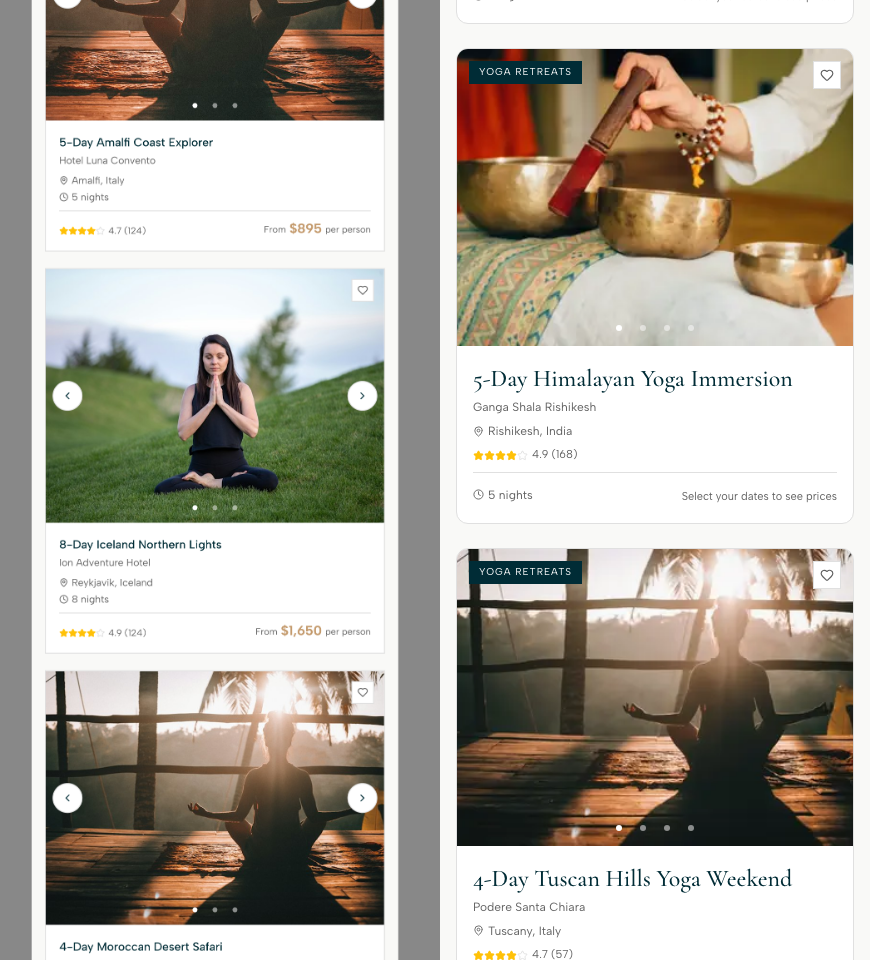 5-Day Amalfi Coast Explorer
Hotel Luna Convento
Amalfi, Italy
5 nights
4.7 (124)
From $895 per person
8-Day Iceland Northern Lights
Ion Adventure Hotel
Reykjavik, Iceland
8 nights
4.9 (124)
From $1,650 per person
4-Day Moroccan Desert Safari
YOGA RETREATS
5-Day Himalayan Yoga Immersion
Ganga Shala Rishikesh
Rishikesh, India
4.9 (168)
5 nights
Select your dates to see prices
YOGA RETREATS
4-Day Tuscan Hills Yoga Weekend
Podere Santa Chiara
Tuscany, Italy
4.7 (57)